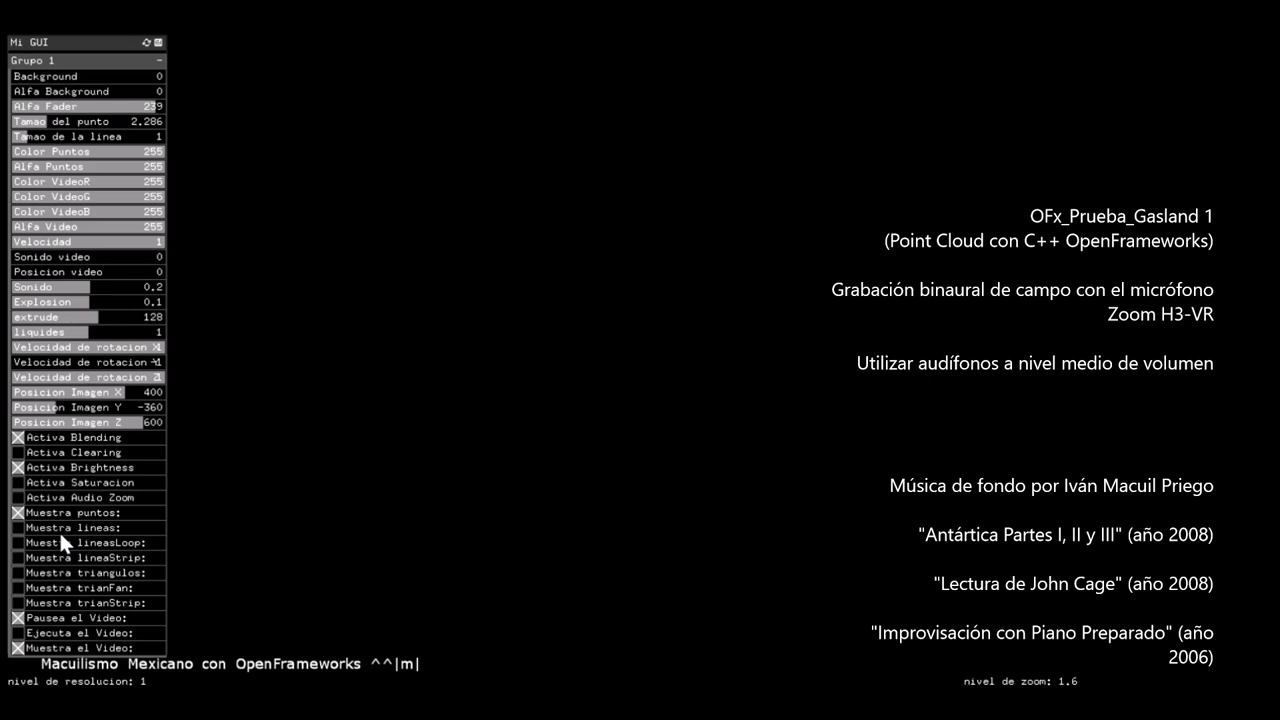 Mi GUI
Grupo 1 -
Background 0
Alfa Background 0
Alfa Fader 239
Tamao del punto 2.286
Tamao de la linea 1
Color Puntos 255
Alfa Puntos 255
Color VideoR 255
Color VideoG 255
Color VideoB 255
Alfa Video 255
Velocidad 1
Sonido video 0
Posicion video 0
Sonido 0.2
Explosion 0.1
extrude 128
liquides 1
Velocidad de rotacion
Velocidad de rotacion
Velocidad de rotacion
Posicion Imagen X 400
Posicion Imagen Y -360
Posicion Imagen Z 600
Activa Blending
Activa Clearing
Activa Brightness
Activa Saturacion
Activa Audio Zoom
Muestra puntos:
Muestra lineas:
Muestra lineasLoop:
Muestra lineaStrip:
Muestra triangulos:
Muestra trianFan:
Muestra trianStrip:
Pausea el Video:
Ejecuta el Video:
Muestra el Video:
Macuilismo Mexicano con OpenFrameworks ^^|m|
nivel de resolucion: 1
OFx_Prueba_Gasland 1
(Point Cloud con C++ OpenFrameworks)
Grabación binaural de campo con el micrófono
Zoom H3-VR
Utilizar audífonos a nivel medio de volumen
Música de fondo por Iván Macuil Priego
"Antártica Partes I, II y III" (año 2008)
"Lectura de John Cage" (año 2008)
"Improvisación con Piano Preparado" (año
2006)
nivel de zoom: 1.6